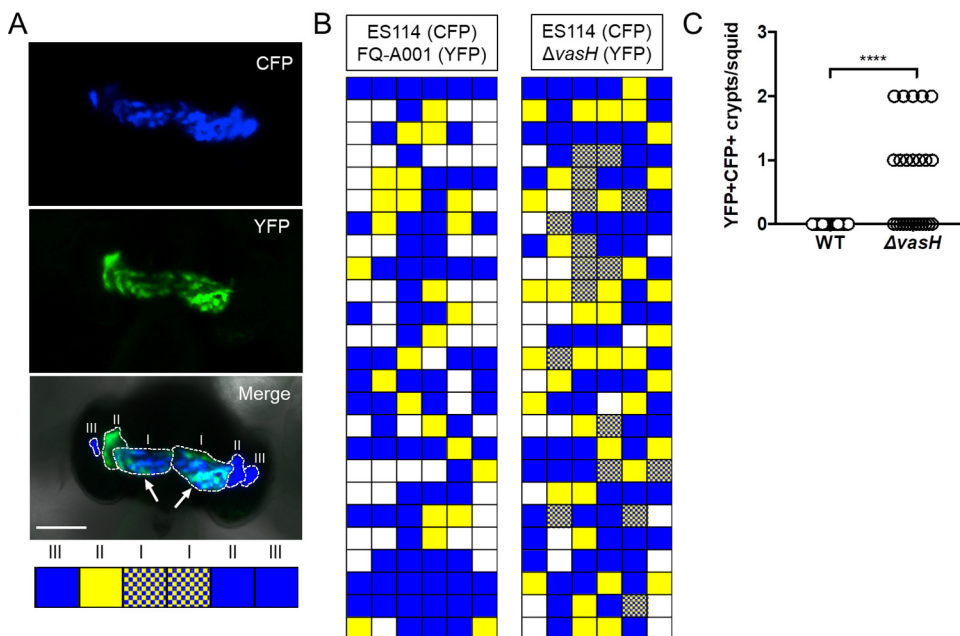 A
CFP
YFP
Merge
III
II
I
I
II
III
III
II
I
I
II
III
B
ES114 (CFP)
FQ-A001 (YFP)
ES114 (CFP)
ΔvasH (YFP)
C
YFP+CFP+ crypts/squid
3
2
1
0
****
WT
ΔvasH